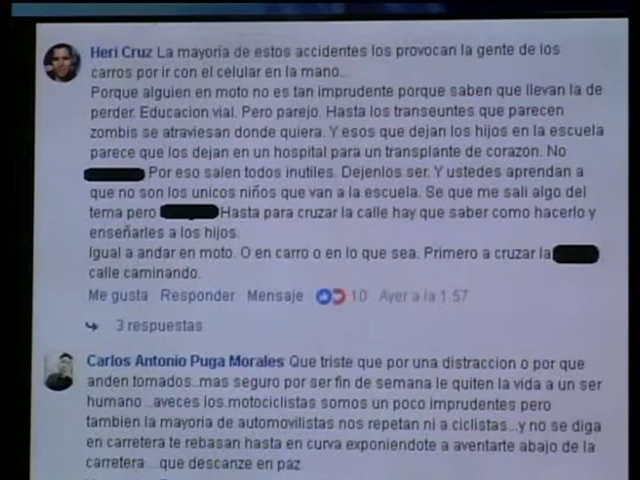 Heri Cruz La mayoria de estos accidentes los provocan la gente de los
carros por ir con el celular en la mano...
Porque alguien en moto no es tan imprudente porque saben que llevan la de
perder. Educacion vial. Pero parejo. Hasta los transeuntes que parecen
zombis se atraviesan donde quiera. Y esos que dejan los hijos en la escuela
parece que los dejan en un hospital para un transplante de corazon. No
Por eso salen todos inutiles. Dejenlos ser. Y ustedes aprendan a
que no son los unicos niños que van a la escuela. Se que me sali algo del
tema pero Hasta para cruzar la calle hay que saber como hacerlo y
enseñarles a los hijos.
Igual a andar en moto. O en carro o en lo que sea. Primero a cruzar la
calle caminando.
Me gusta Responder Mensaje 10 Ayer a la 1:57
3 respuestas
Carlos Antonio Puga Morales Que triste que por una distraccion o por que
anden tomados..mas seguro por ser fin de semana le quiten la vida a un ser
humano ..aveces los motociclistas somos un poco imprudentes pero
tambien la mayoria de automovilistas nos repetan ni a ciclistas...y no se diga
en carretera te rebasan hasta en curva exponiendote a aventarte abajo de la
carretera....que descanze en paz